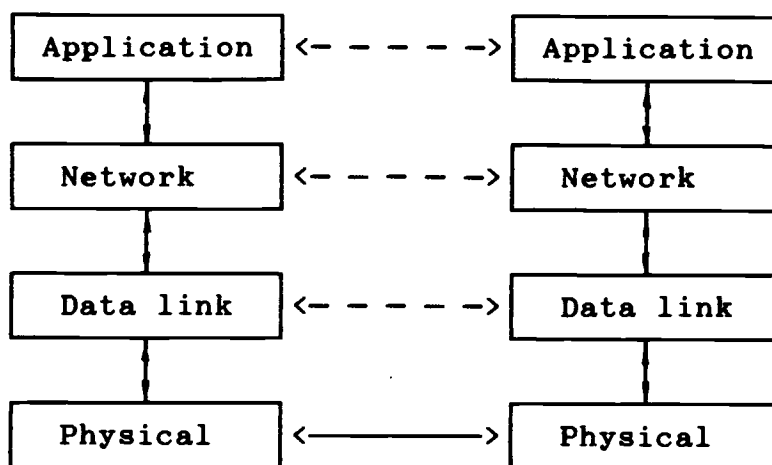 Application <- - - - -> Application
Network <- - - - -> Network
Data link <- - - - -> Data link
Physical <———> Physical